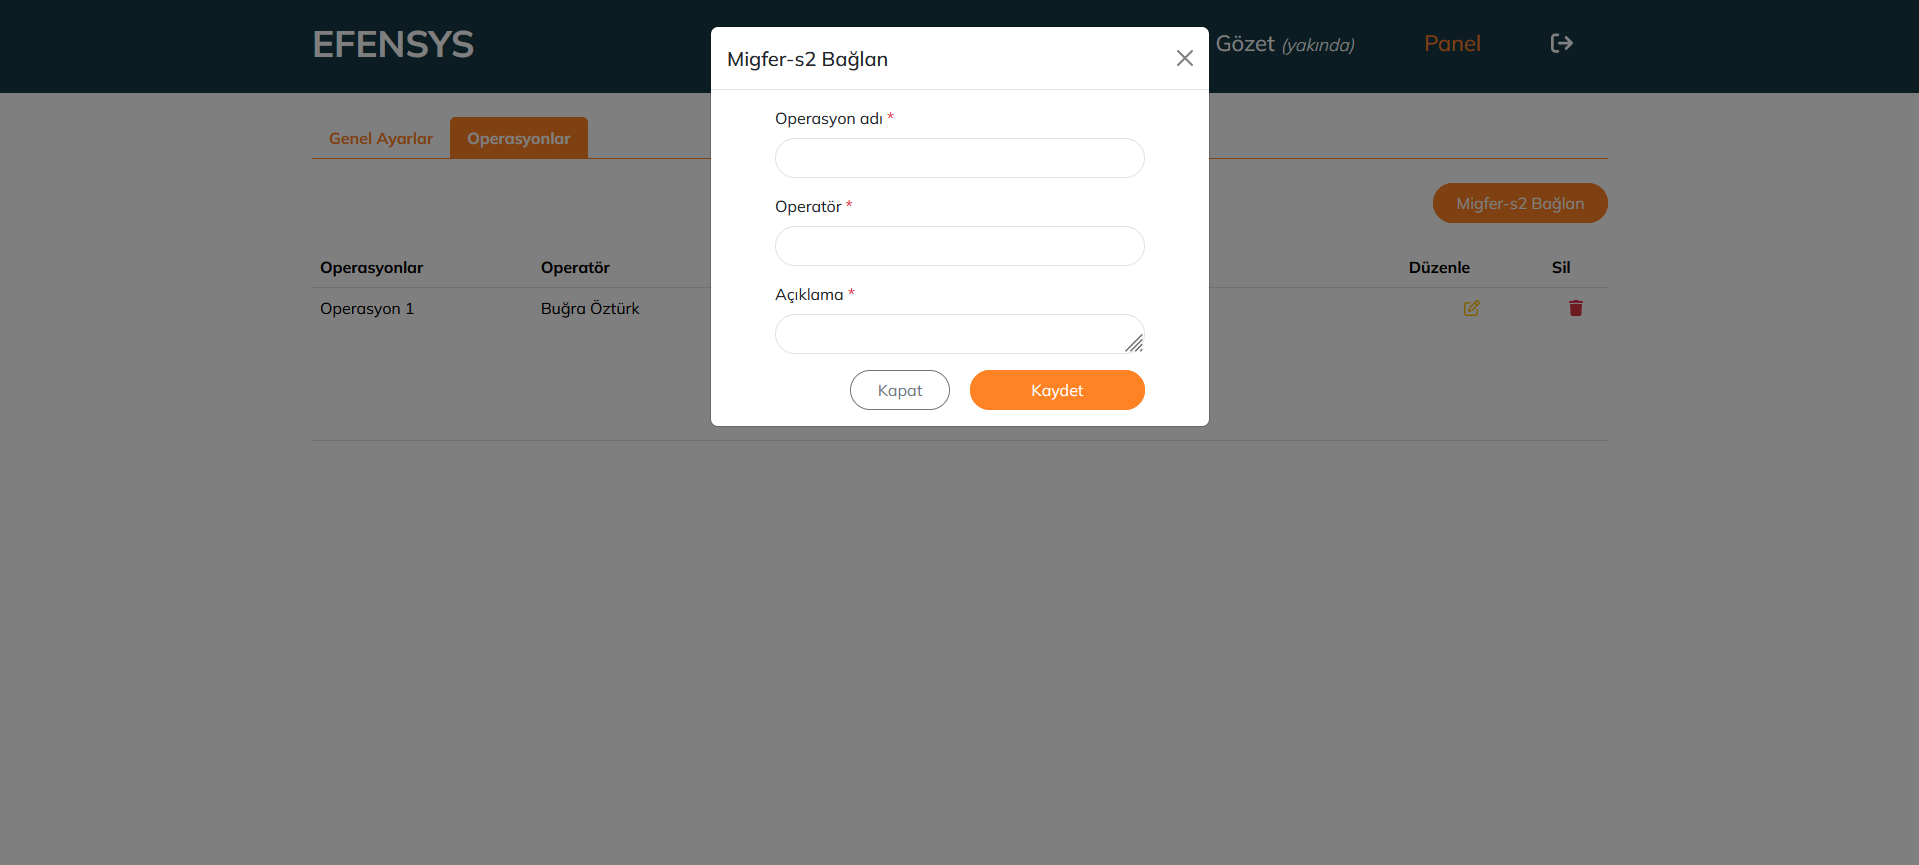 EFENSYS
Gözet (yakında)
Panel
Migfer-s2 Bağlan
Operasyon adı *
Operatör *
Açıklama *
Kapat
Kaydet
Genel Ayarlar
Operasyonlar
Migfer-s2 Bağlan
Operasyonlar Operatör Düzenle Sil
Operasyon 1 Buğra Öztürk